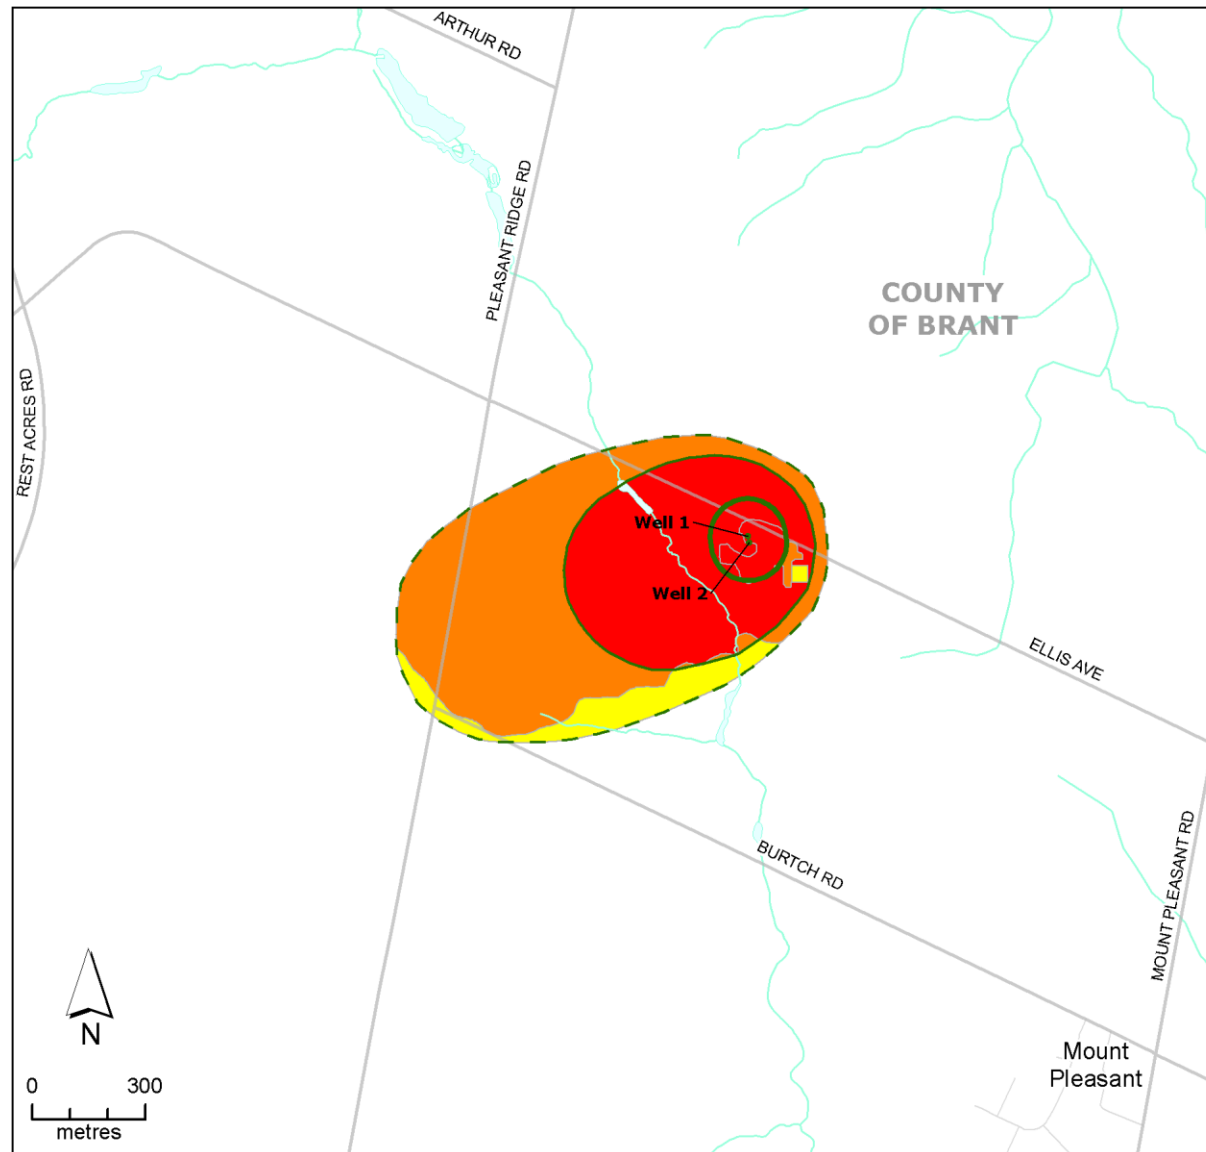 ARTHUR RD
PLEASANT RIDGE RD
COUNTY
OF BRANT
REST ACRES RD
Well 1
Well 2
ELLIS AVE
BURTCH RD
MOUNT PLEASANT RD
N
0 300
metres
Mount
Pleasant